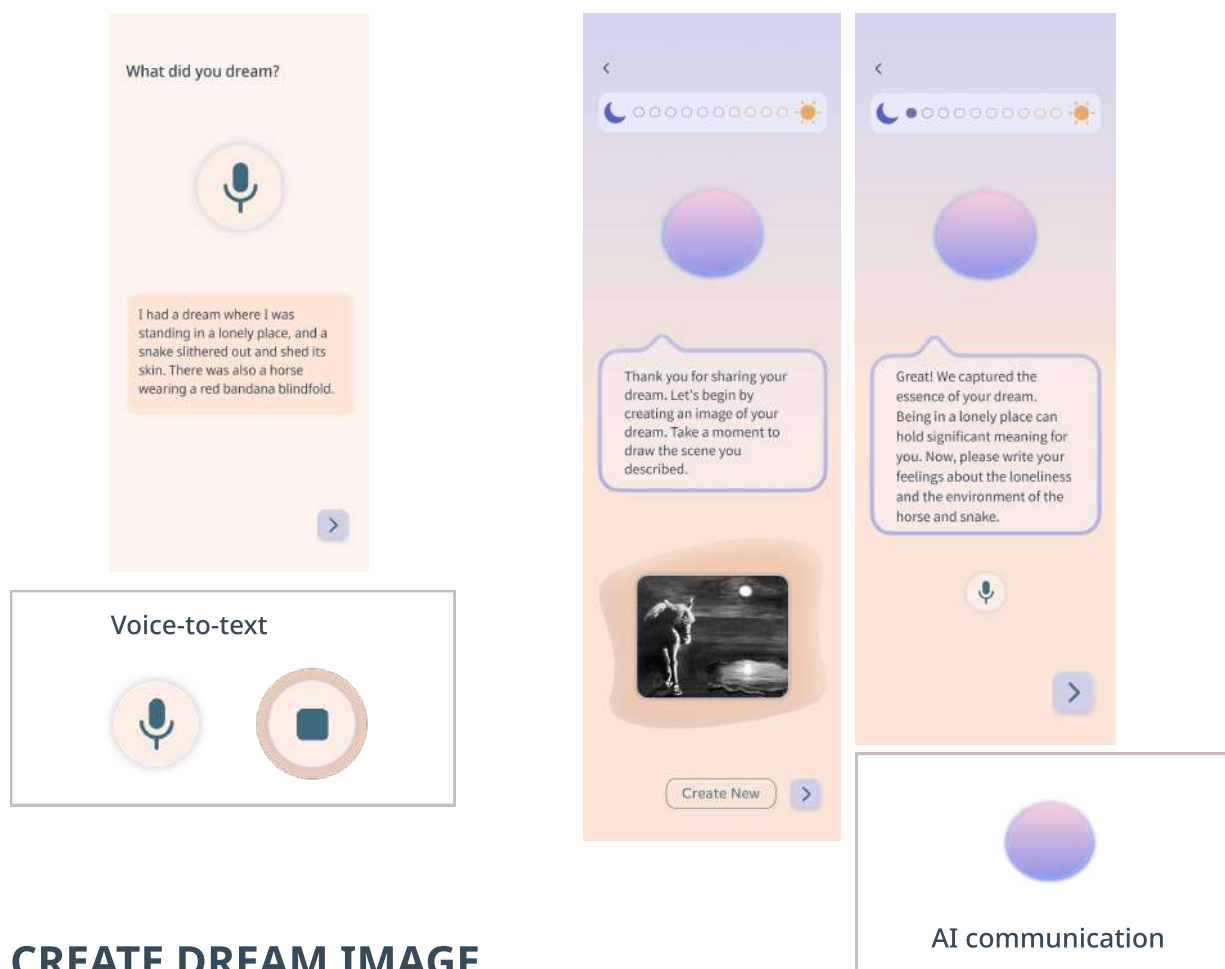 What did you dream?
I had a dream where I was
standing in a lonely place, and a
snake slithered out and shed its
skin. There was also a horse
wearing a red bandana blindfold.
Voice-to-text
Thank you for sharing your
dream. Let's begin by
creating an image of your
dream. Take a moment to
draw the scene you
described.
Create New
Great! We captured the
essence of your dream.
Being in a lonely place can
hold significant meaning for
you. Now, please write your
feelings about the loneliness
and the environment of the
horse and snake.
AI communication
CREATE DREAM IMAGE